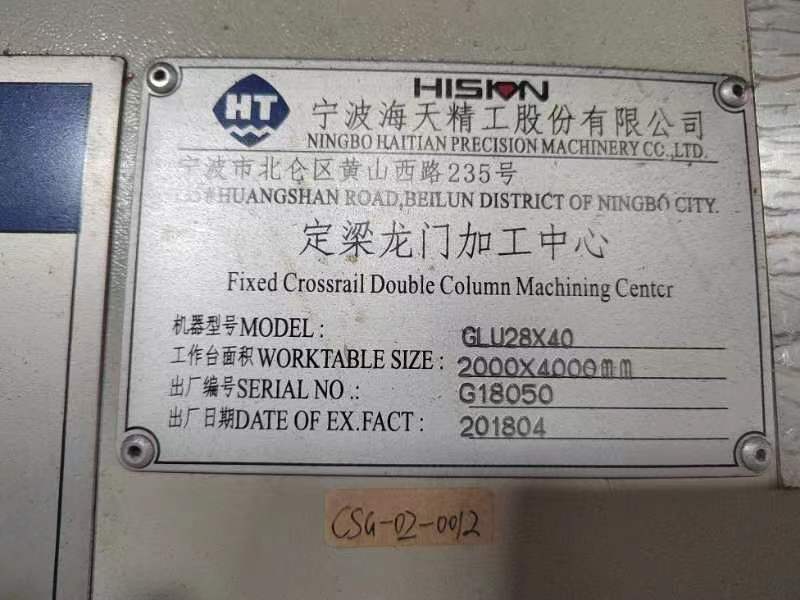 HT
HISION
宁波海天精工股份有限公司
NINGBO HAITIAN PRECISION MACHINERY CO.,LTD.
宁波市北仑区黄山西路235号
235#HUANGSHAN ROAD,BEILUN DISTRICT OF NINGBO CITY.
定梁龙门加工中心
Fixed Crossrail Double Column Machining Center
机器型号MODEL: GLU28X40
工作台面积WORKTABLE SIZE: 2000X4000mm
出厂编号SERIAL NO.: G18050
出厂日期DATE OF EX.FACT: 201804
CSG-02-0012